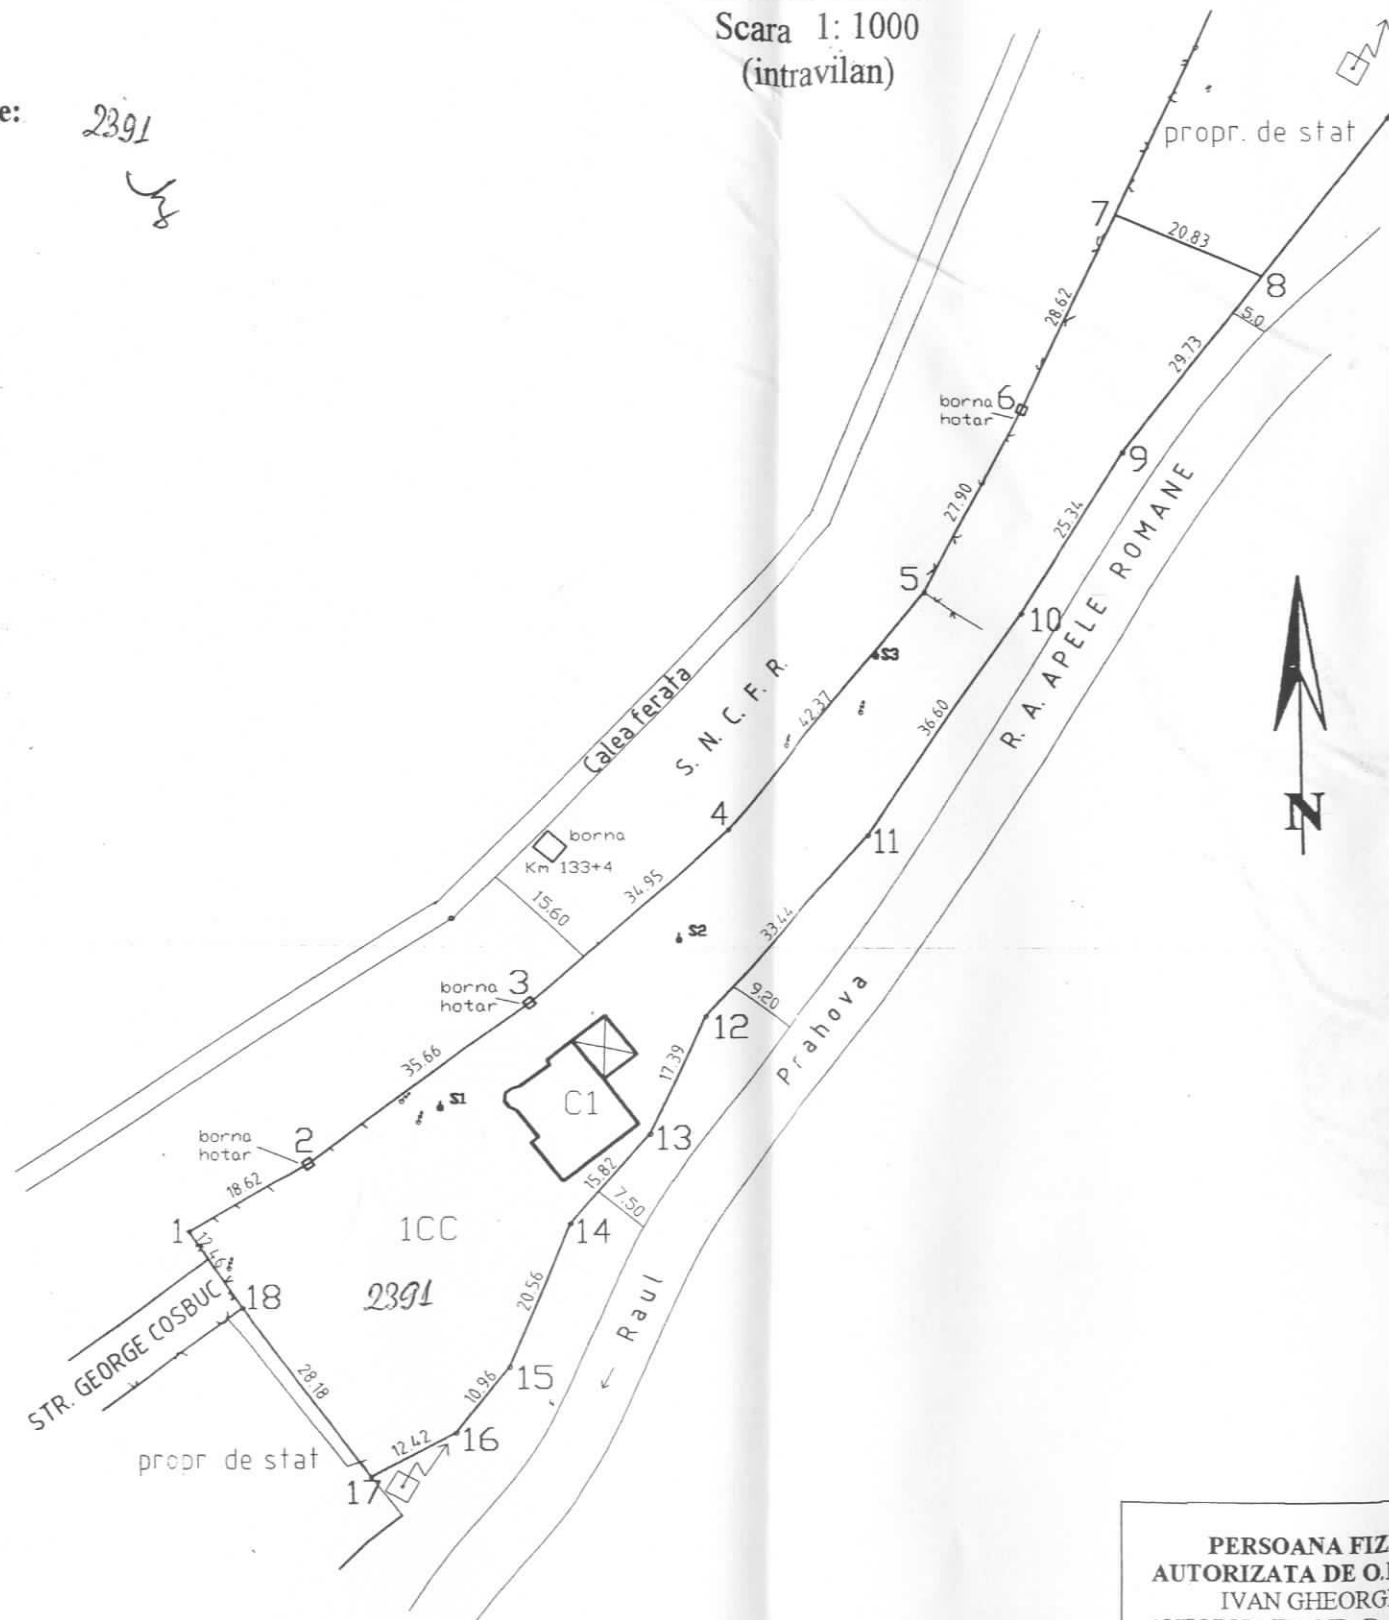 Scara 1: 1000
(intravilan)
e:
2391
propr. de stat
7
20.83
8
5.0
28.62
29.73
borna
hotar
6
9
27.90
25.34
5
10
S3
R. A. APELE ROMANE
S. N. C. F. R.
Calea ferata
42.37
36.60
4
11
borna
Km 133+4
N
34.95
15.60
S2
33.44
borna
hotar
3
9.20
12
Prahova
35.66
17.39
C1
S1
borna
hotar
2
13
15.82
18.62
7.50
1
1CC
14
12.46
2391
18
20.56
Raul
STR. GEORGE COSBUC
28.18
15
10.96
12.42
16
propr de stat
17
PERSOANA FIZ
AUTORIZATA DE O.
IVAN GHEORG